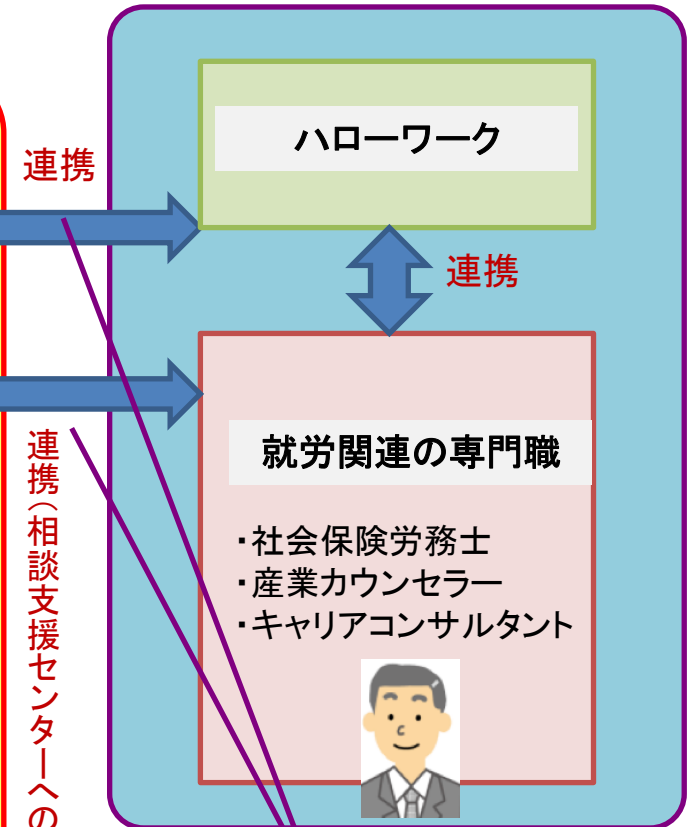 連携
ハローワーク
連携
就労関連の専門職
・社会保険労務士
・産業カウンセラー
・キャリアコンサルタント
連携（相談支援センターへの